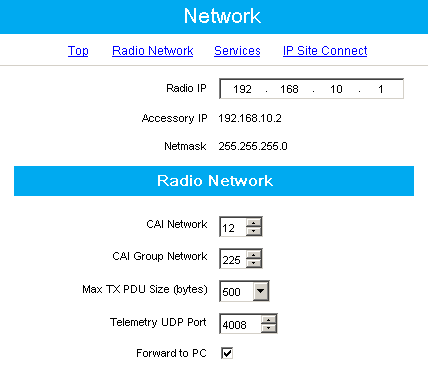 Network
Top Radio Network Services IP Site Connect
Radio IP 192 . 168 . 10 . 1
Accessory IP 192.168.10.2
Netmask 255.255.255.0
Radio Network
CAI Network 12
CAI Group Network 225
Max TX PDU Size (bytes) 500
Telemetry UDP Port 4008
Forward to PC